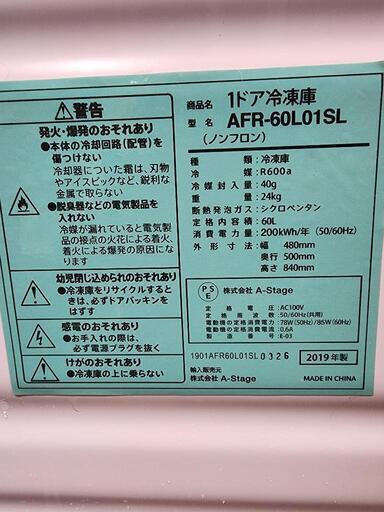 ⚠警告
発火・爆発のおそれあり
●本体の冷却回路(配管)を
傷つけない
冷却器についた霜は、刃物
やアイスピックなど、鋭利な
金属で取らない
●脱臭器などの電気製品を
入れない
冷媒が漏れていると電気製
品の接点の火花による着火、
着火による爆発の原因にな
ります
幼児閉じ込められのおそれあり
●冷凍庫をリサイクルすると
きは、必ずドアパッキンをは
ずす
感電のおそれあり
●お手入れの際は、
必ず電源プラグを抜く
けがのおそれあり
●冷凍庫の上に乗らない
商品名 1ドア冷凍庫
型名 AFR-60L01SL
(ノンフロン)
種類:冷凍庫
冷媒:R600a
冷媒封入量:40g
重量:24kg
断熱発泡ガス:シクロペンタン
定格内容積:60L
消費電力量:200kWh/年(50/60Hz)
外形寸法:幅 480mm
奥行 500mm
高さ 840mm
PSE 株式会社 A-Stage
定格電圧:AC100V
定格周波数:50/60Hz(共用)
電動機の定格消費電力:78W(50Hz)/85W(60Hz)
電動機の定格消費電流:0.6A
製造番号:E-03
1901AFR60L01SL0326 2019年製
輸入販売元
株式会社 A-Stage MADE IN CHINA